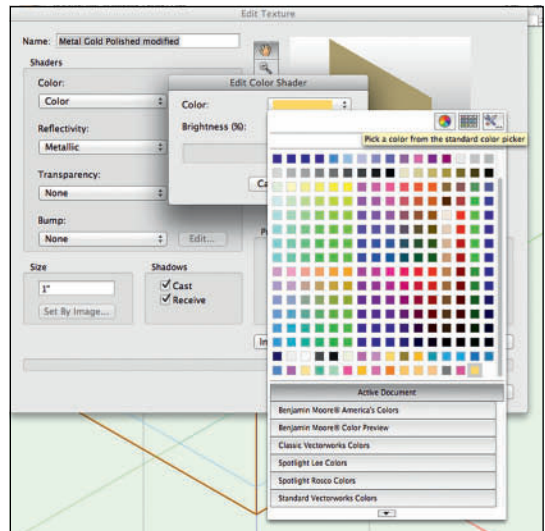 Edit Texture
Name: Metal Gold Polished modified
Shaders
Color:
Color
Reflectivity:
Metallic
Transparency:
None
Bump:
None
Edit...
Size
1"
Set By Image...
Shadows
Cast
Receive
Edit Color Shader
Color:
Brightness (%):
Pick a color from the standard color picker
Active Document
Benjamin Moore® America's Colors
Benjamin Moore® Color Preview
Classic Vectorworks Colors
Spotlight Lee Colors
Spotlight Rosco Colors
Standard Vectorworks Colors